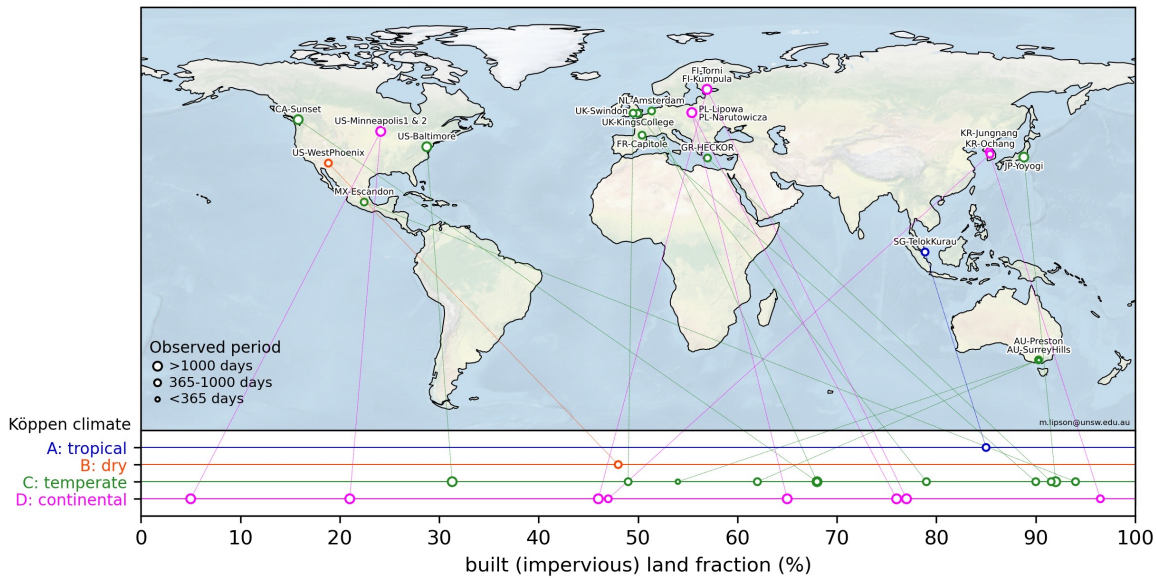 FI-Torni
FI-Kumpula
NL-Amsterdam
CA-Sunset
UK-Swindon
PL-Lipowa
US-Minneapolis1 & 2
UK-KingsCollege
PL-Narutowicza
US-Baltimore
KR-Jungnang
FR-Capitole
GR-HECKOR
KR-Ochang
US-WestPhoenix
JP-Yoyogi
MX-Escandon
SG-TelokKurau
AU-Preston
AU-SurreyHills
Observed period
>1000 days
365-1000 days
<365 days
m.lipson@unsw.edu.au
Köppen climate
A: tropical
B: dry
C: temperate
D: continental
0 10 20 30 40 50 60 70 80 90 100
built (impervious) land fraction (%)